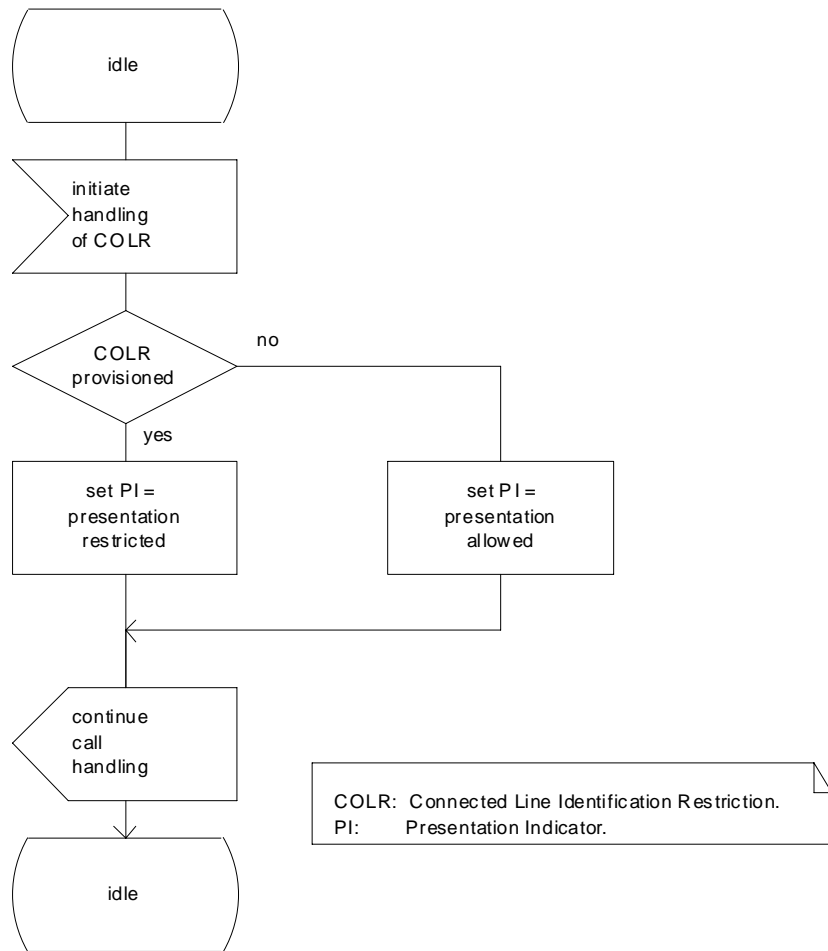 idle
initiate
handling
of COLR
COLR
provisioned
no
yes
set PI =
presentation
restricted
set PI =
presentation
allowed
continue
call
handling
COLR: Connected Line Identification Restriction.
PI: Presentation Indicator.
idle